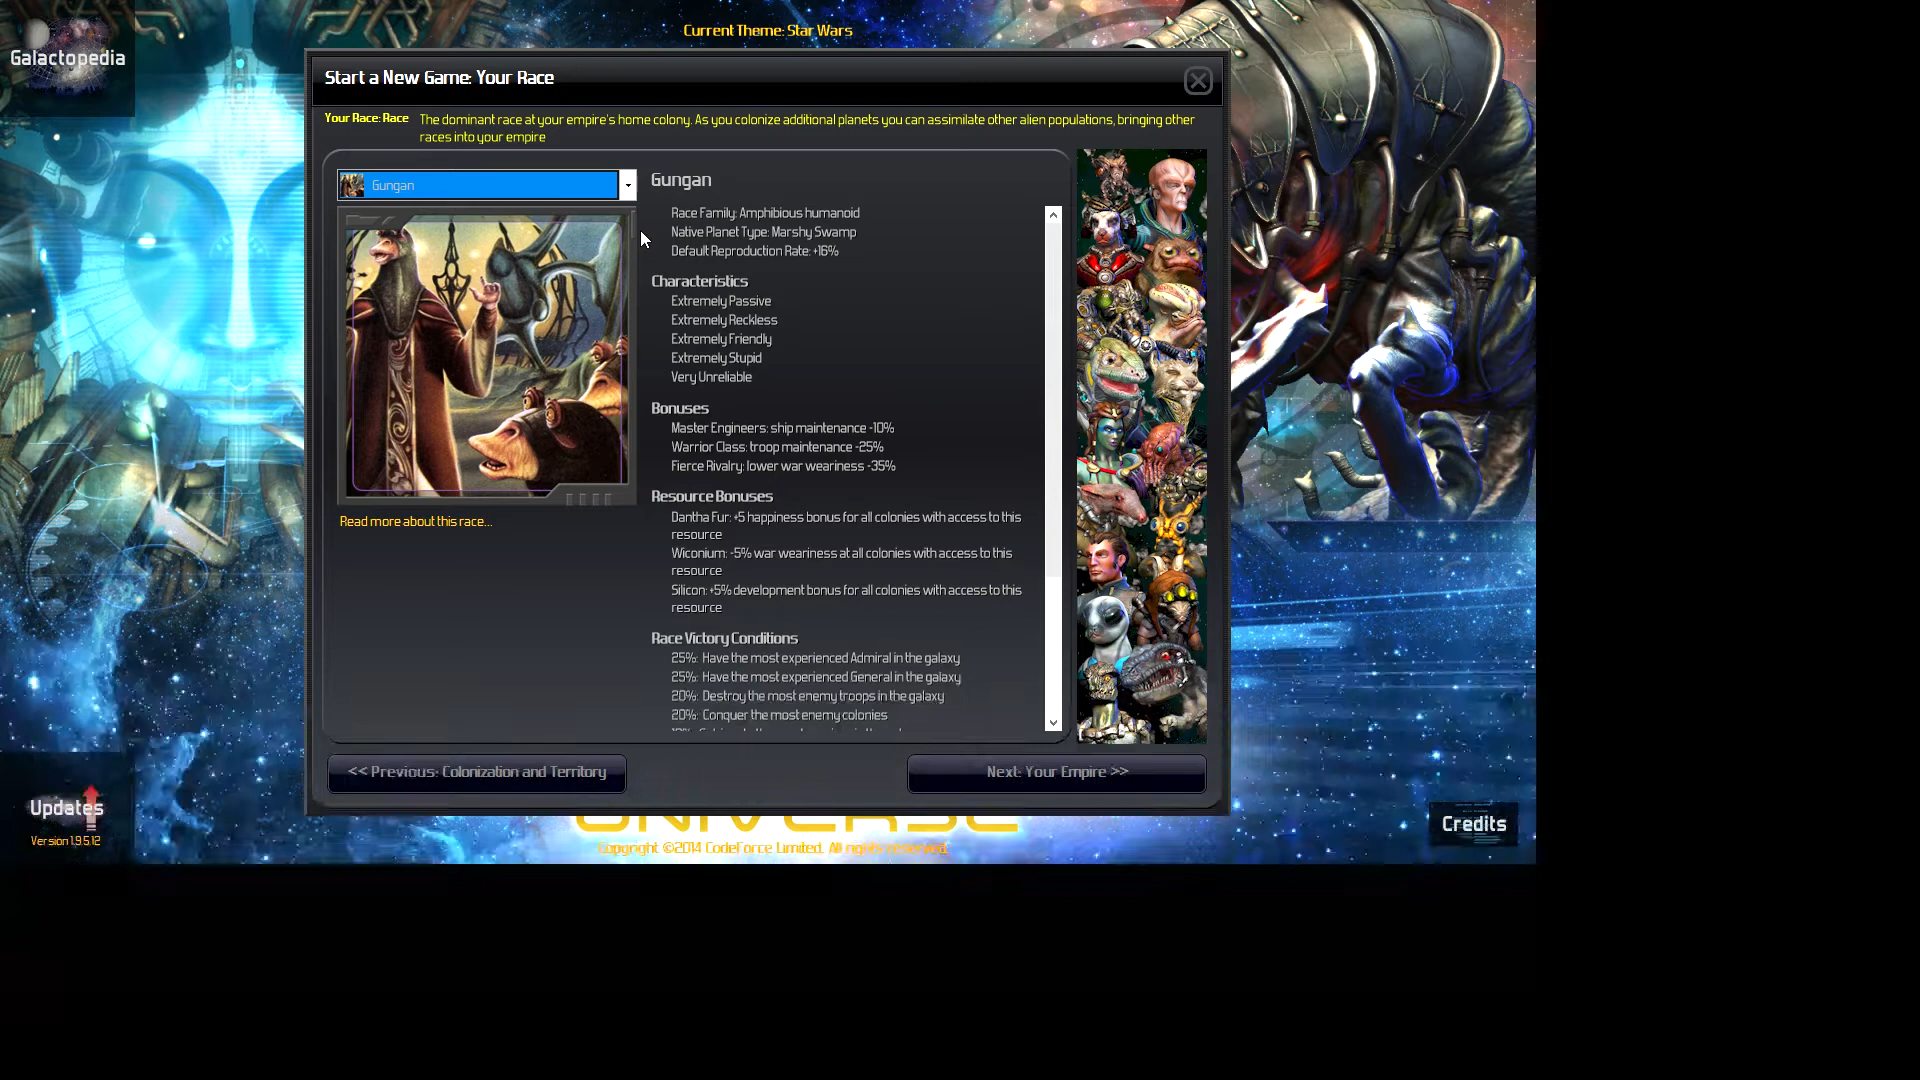 Current Theme: Star Wars
Galactopedia
Start a New Game: Your Race
Your Race: Race The dominant race at your empire's home colony. As you colonize additional planets you can assimilate other alien populations, bringing other
races into your empire
Gungan
Gungan
Race Family: Amphibious humanoid
Native Planet Type: Marshy Swamp
Default Reproduction Rate: +16%
Characteristics
Extremely Passive
Extremely Reckless
Extremely Friendly
Extremely Stupid
Very Unreliable
Bonuses
Master Engineers: ship maintenance -10%
Warrior Class: troop maintenance -25%
Fierce Rivalry: lower war weariness -35%
Resource Bonuses
Dantha Fur: +5 happiness bonus for all colonies with access to this
resource
Wiconium: -5% war weariness at all colonies with access to this
resource
Silicon: +5% development bonus for all colonies with access to this
resource
Race Victory Conditions
25%: Have the most experienced Admiral in the galaxy
25%: Have the most experienced General in the galaxy
20%: Destroy the most enemy troops in the galaxy
20%: Conquer the most enemy colonies
Read more about this race...
<< Previous: Colonization and Territory
Next: Your Empire >>
Updates
Version 1.9.5.12
UNIVERSE
Copyright ©2014 CodeForce Limited. All rights reserved.
Credits